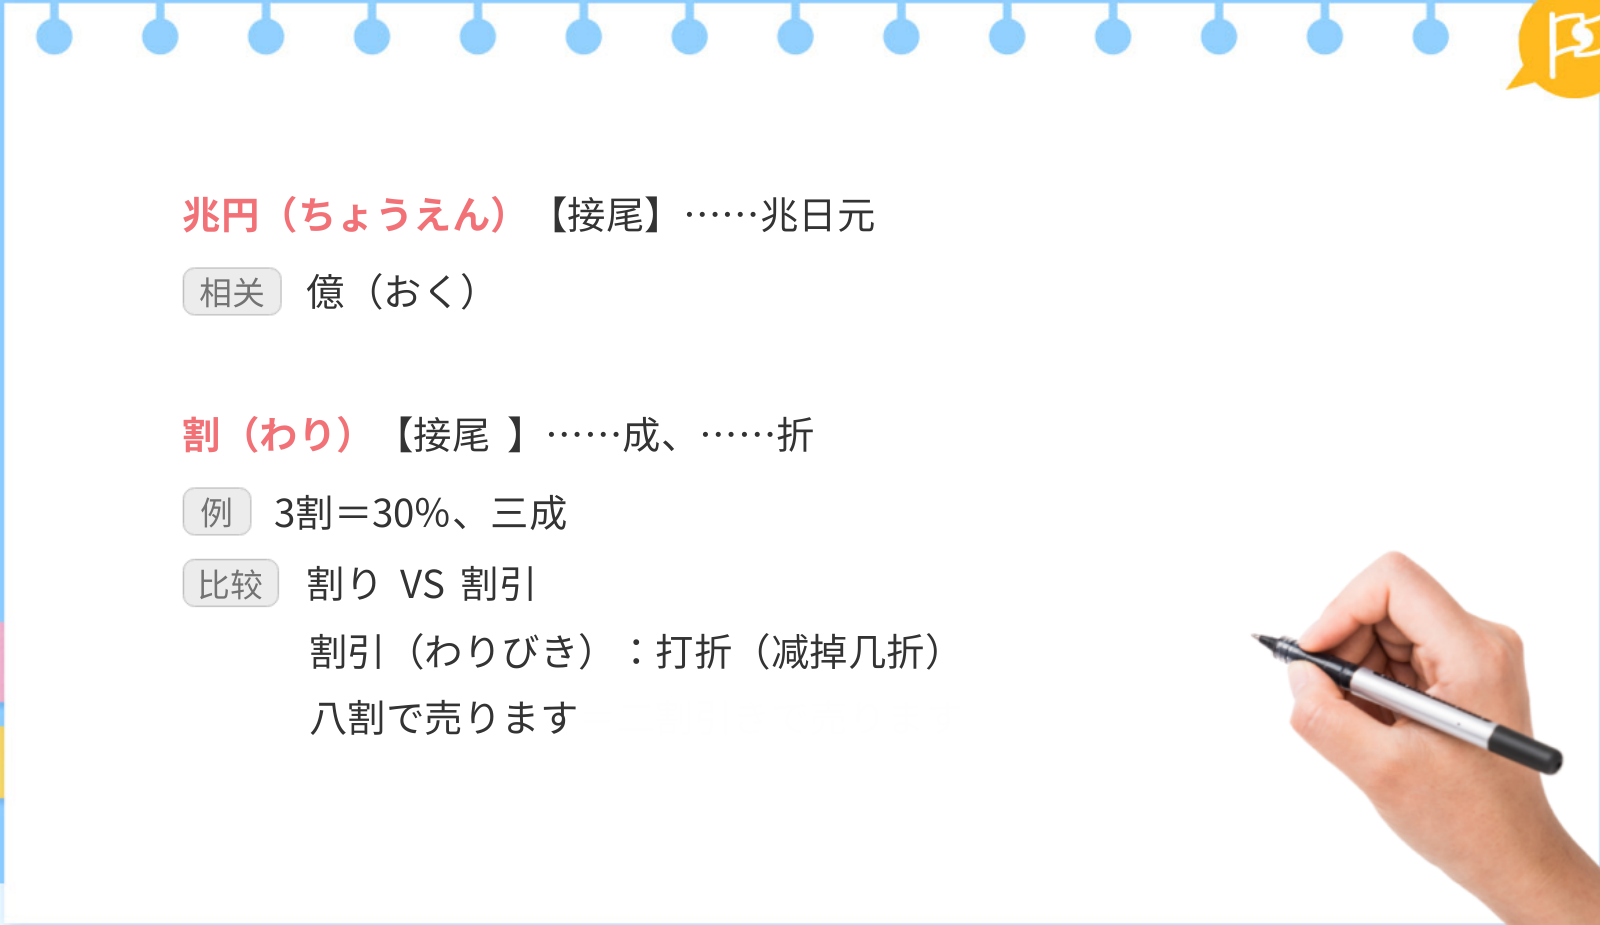 兆円（ちょうえん）【接尾】……兆日元
相关 億（おく）
割（わり）【接尾 】……成、……折
例 3割＝30%、三成
比较 割り VS 割引
割引（わりびき）：打折（减掉几折）
八割で売ります